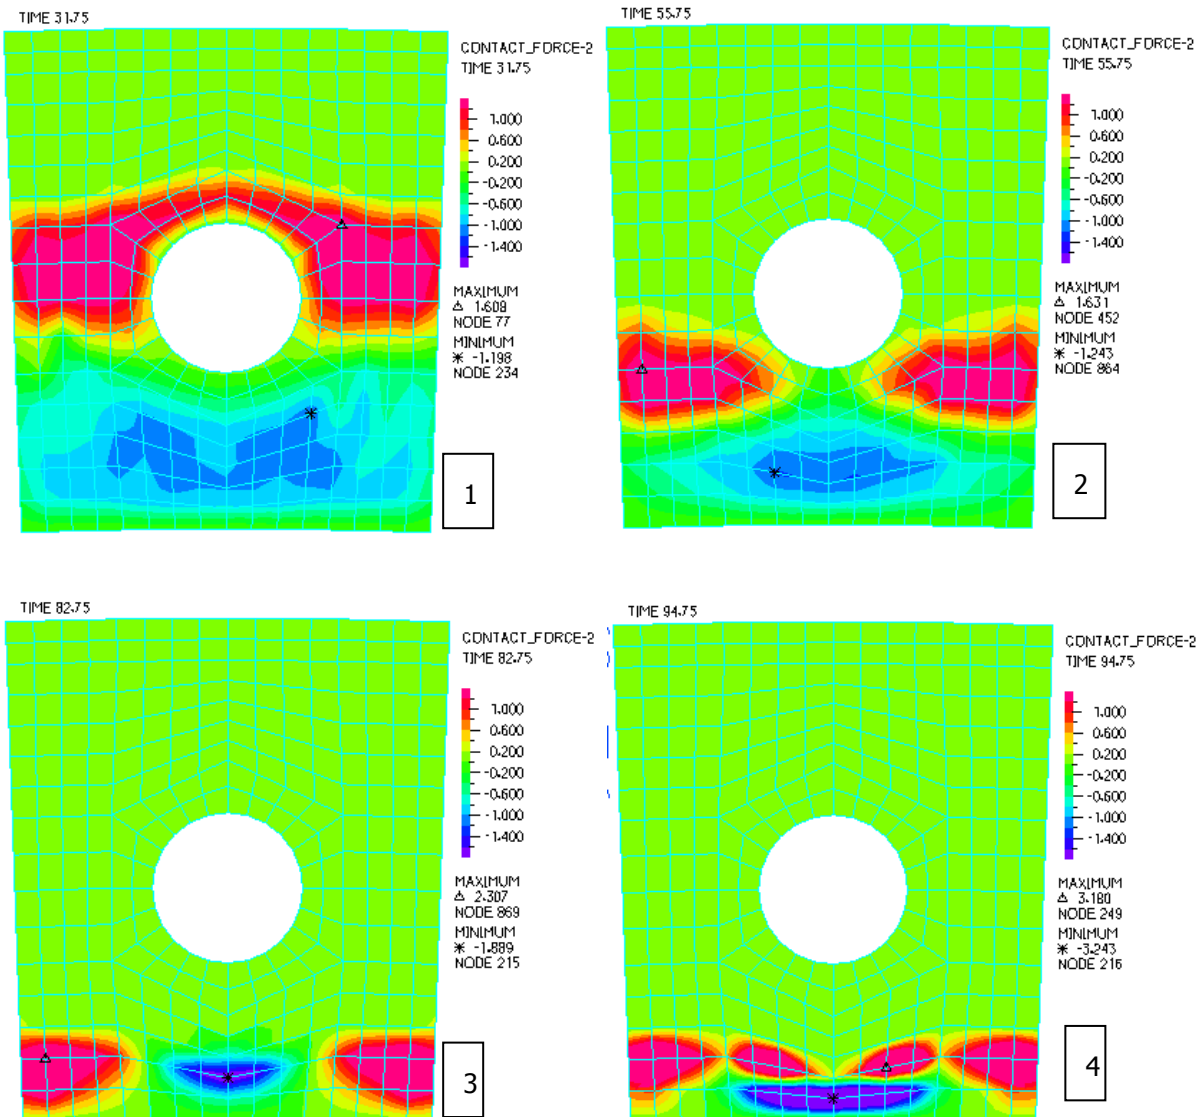 TIME 31.75
CONTACT_FORCE-2
TIME 31.75
1.000
0.600
0.200
-0.200
-0.600
-1.000
-1.400
MAXIMUM
△ 1.608
NODE 77
MINIMUM
* -1.198
NODE 234
1
TIME 55.75
CONTACT_FORCE-2
TIME 55.75
1.000
0.600
0.200
-0.200
-0.600
-1.000
-1.400
MAXIMUM
△ 1.631
NODE 452
MINIMUM
* -1.243
NODE 864
2
TIME 82.75
CONTACT_FORCE-2
TIME 82.75
1.000
0.600
0.200
-0.200
-0.600
-1.000
-1.400
MAXIMUM
△ 2.307
NODE 869
MINIMUM
* -1.889
NODE 215
3
TIME 94.75
CONTACT_FORCE-2
TIME 94.75
1.000
0.600
0.200
-0.200
-0.600
-1.000
-1.400
MAXIMUM
△ 3.180
NODE 249
MINIMUM
* -3.243
NODE 216
4